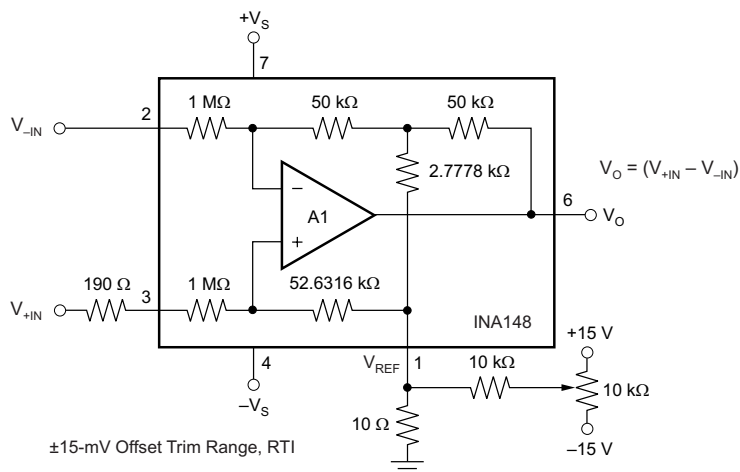 +V_S
7
2
1 MΩ
50 kΩ
50 kΩ
V_–IN
2.7778 kΩ
V_O = (V_+IN – V_–IN)
–
A1
+
6
V_O
190 Ω
3
1 MΩ
52.6316 kΩ
V_+IN
INA148
4
V_REF
1
+15 V
–V_S
10 kΩ
10 kΩ
10 Ω
–15 V
±15-mV Offset Trim Range, RTI